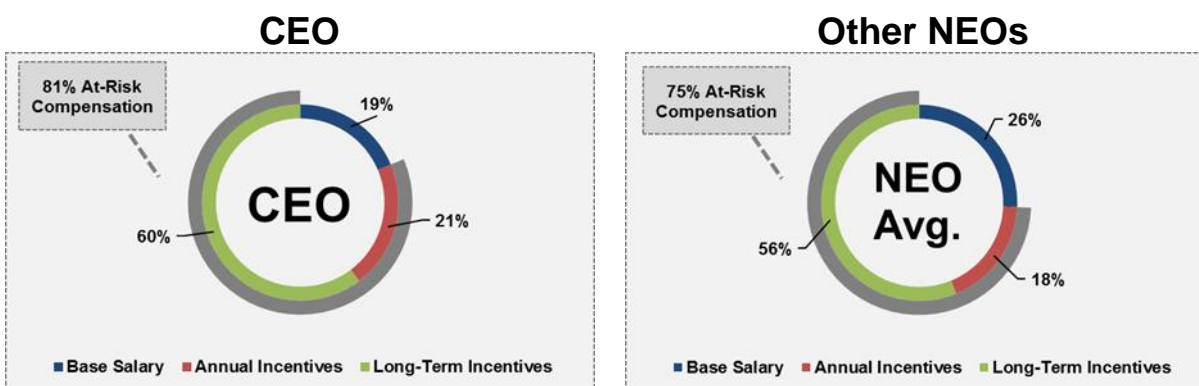 CEO
81% At-Risk
Compensation
19%
CEO
21%
60%
Base Salary Annual Incentives Long-Term Incentives
Other NEOs
75% At-Risk
Compensation
26%
NEO
Avg.
56%
18%
Base Salary Annual Incentives Long-Term Incentives